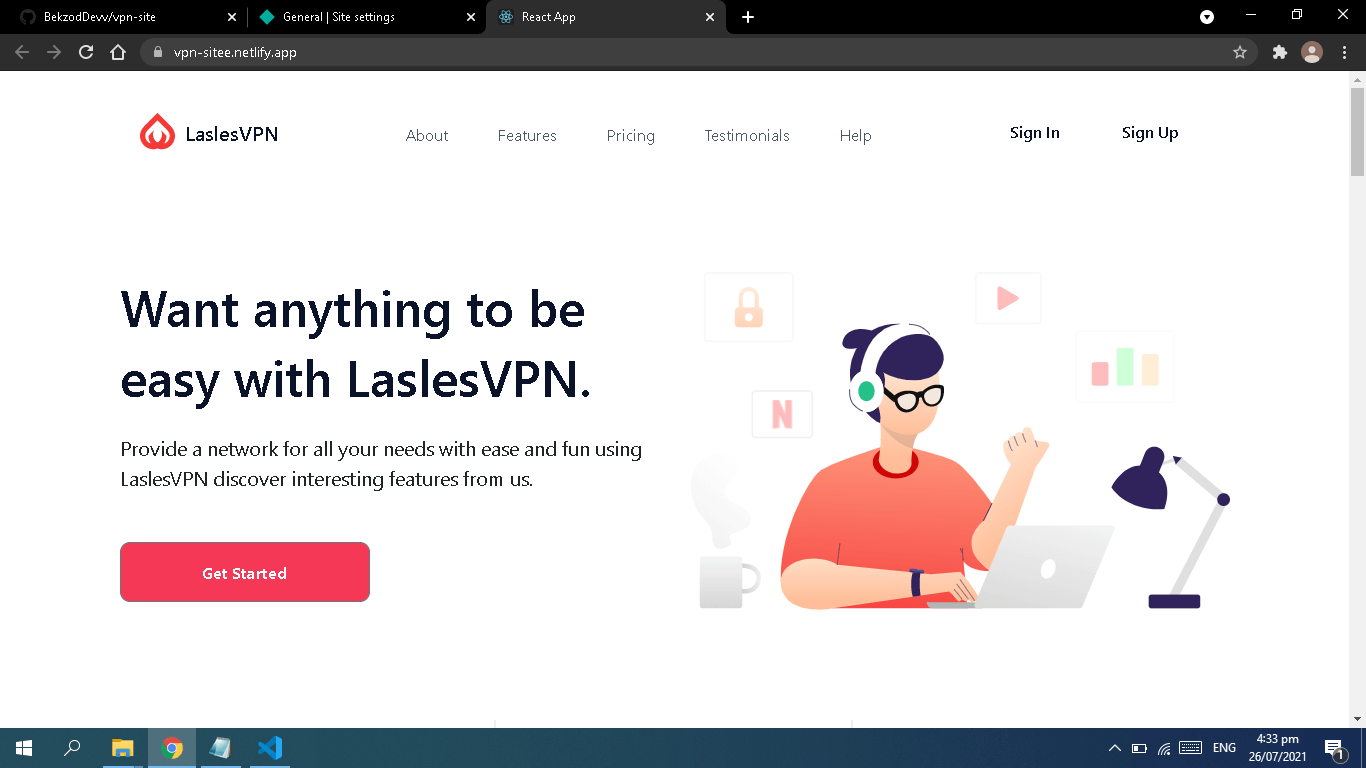 BekzodDevv/vpn-site
General | Site settings
React App
vpn-sitee.netlify.app
LaslesVPN
About
Features
Pricing
Testimonials
Help
Sign In
Sign Up
Want anything to be
easy with LaslesVPN.
Provide a network for all your needs with ease and fun using
LaslesVPN discover interesting features from us.
Get Started
N
ENG
4:33 pm
26/07/2021
1